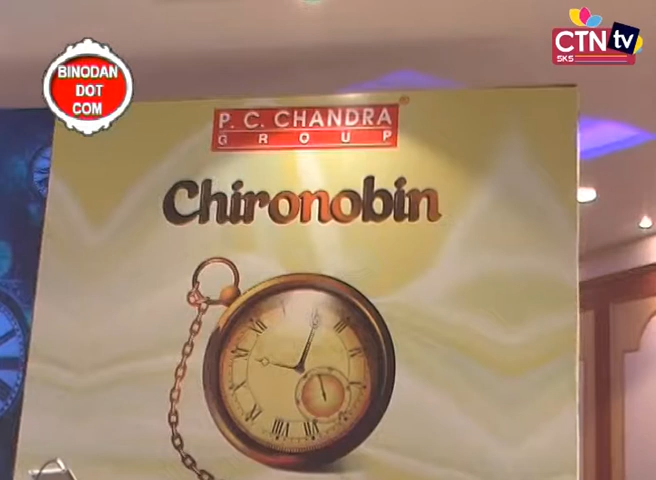 BINODAN
DOT
COM
CTN tv
SKS
P. C. CHANDRA
GROUP
Chironobin